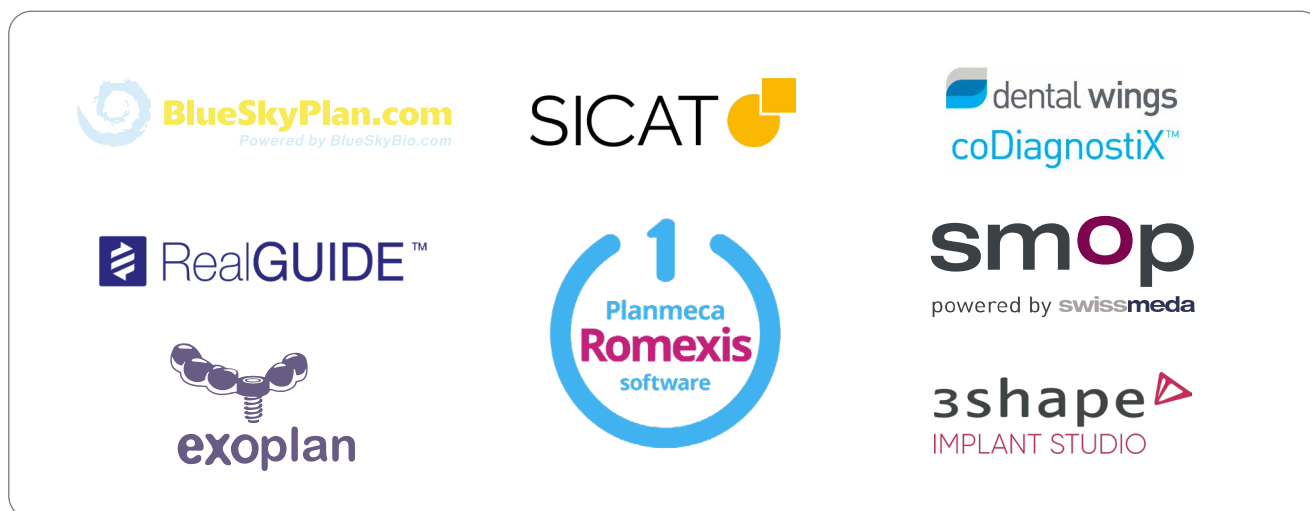 BlueSkyPlan.com
Powered by BlueSkyBio.com
SICAT
dental wings
coDiagnostiX™
RealGUIDE™
1
Planmeca
Romexis
software
smop
powered by swissmeda
exoplan
3shape
IMPLANT STUDIO